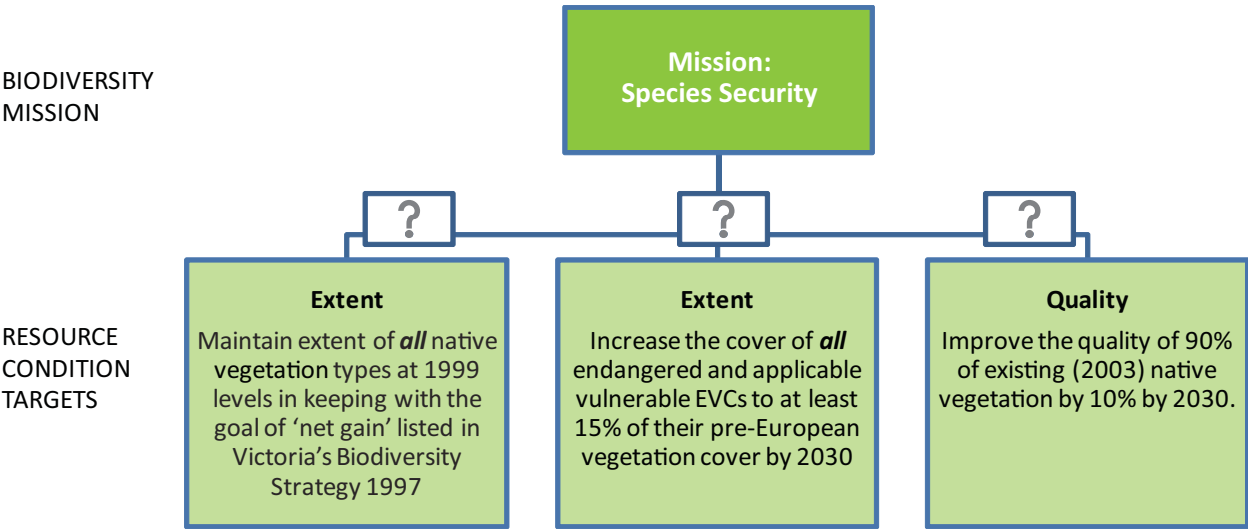 BIODIVERSITY
MISSION
Mission:
Species Security
?
?
?
RESOURCE
CONDITION
TARGETS
Extent
Maintain extent of all native
vegetation types at 1999
levels in keeping with the
goal of ‘net gain’ listed in
Victoria’s Biodiversity
Strategy 1997
Extent
Increase the cover of all
endangered and applicable
vulnerable EVCs to at least
15% of their pre-European
vegetation cover by 2030
Quality
Improve the quality of 90%
of existing (2003) native
vegetation by 10% by 2030.